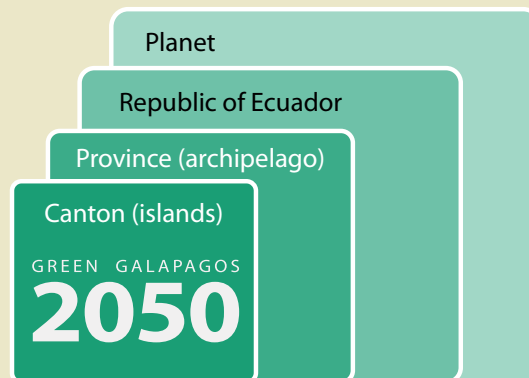 Planet
Republic of Ecuador
Province (archipelago)
Canton (islands)
GREEN GALAPAGOS
2050